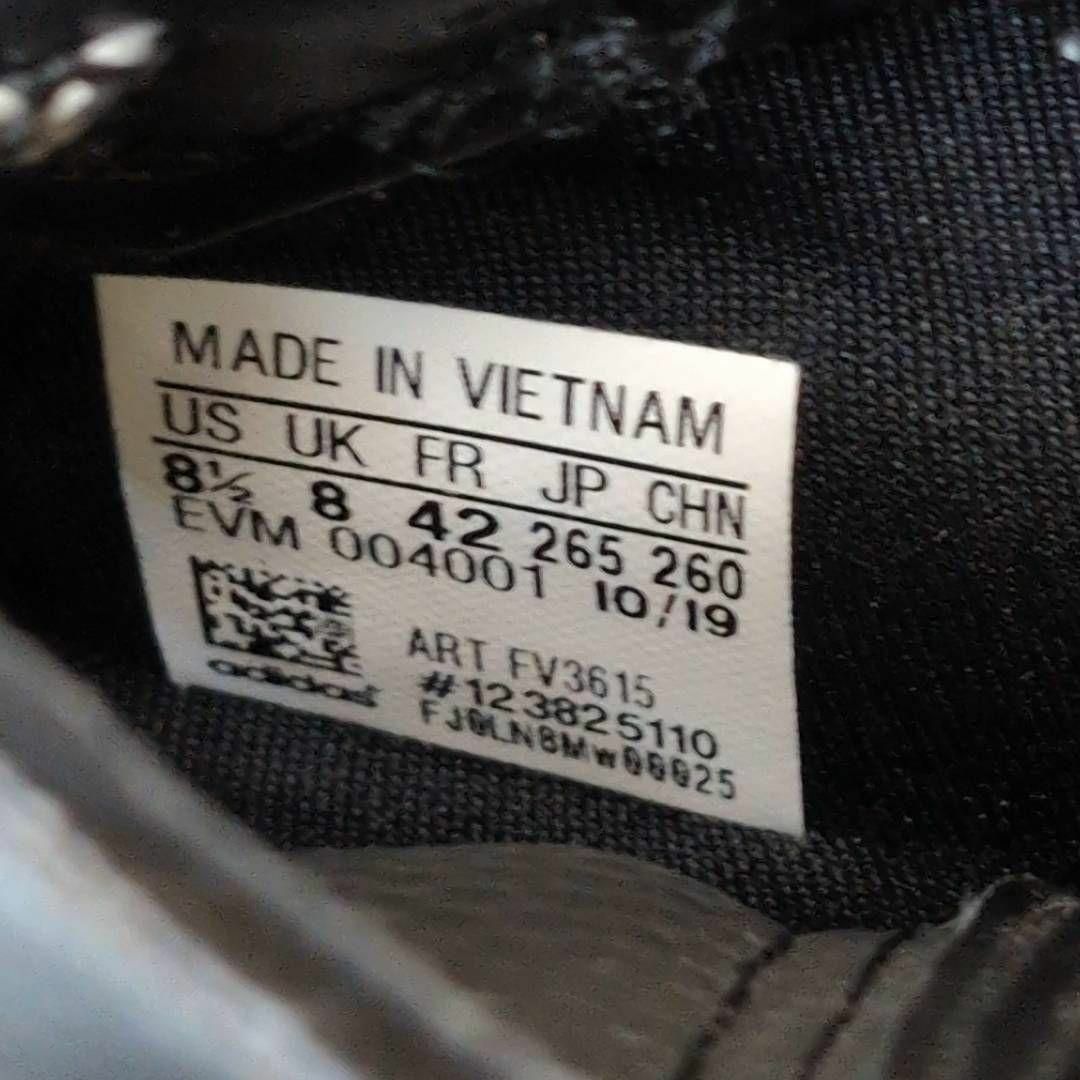 MADE IN VIETNAM
US UK FR JP CHN
8½ 8 42 265 260
EVM 004001 10/19
ART FV3615
#123825110
FJ0LN8Mw00025
adidas